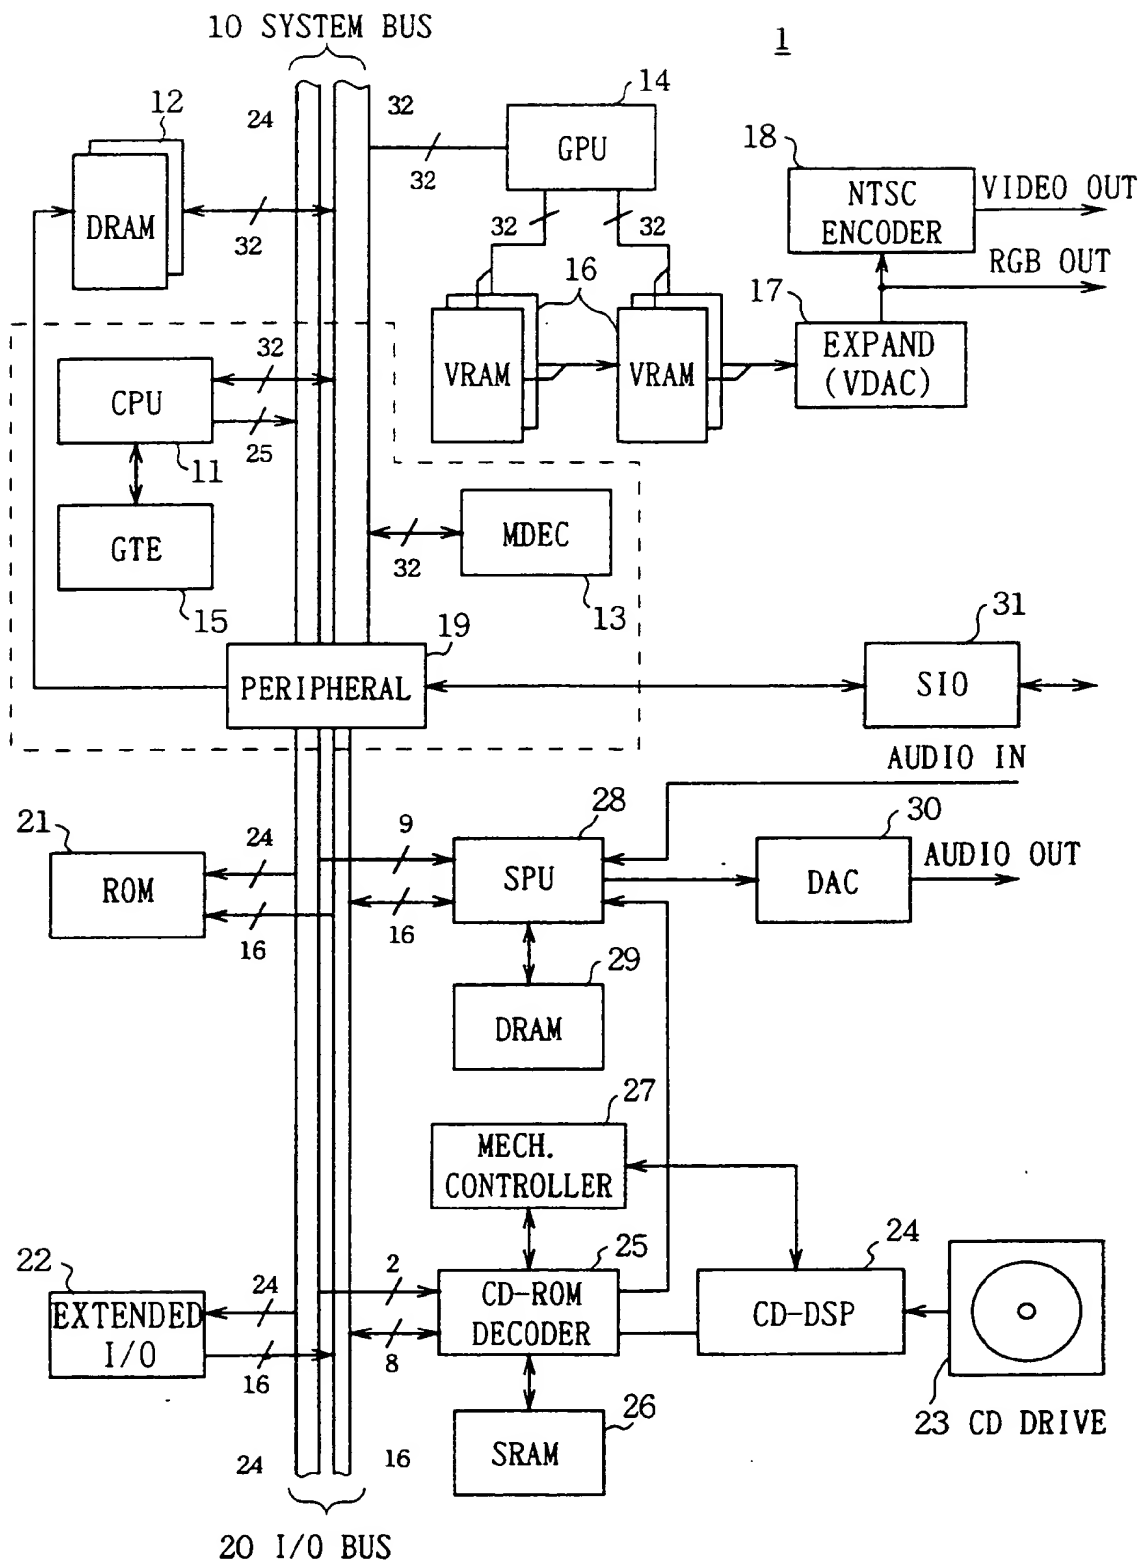 10 SYSTEM BUS
1
12
24
32
14
GPU
32
18
NTSC
ENCODER
VIDEO OUT
DRAM
32
32
32
RGB OUT
16
17
VRAM
VRAM
EXPAND
(VDAC)
CPU
32
25
11
GTE
15
MDEC
32
13
19
PERIPHERAL
31
SIO
AUDIO IN
21
ROM
24
16
9
16
28
SPU
30
DAC
AUDIO OUT
29
DRAM
27
MECH.
CONTROLLER
22
EXTENDED
I/O
24
16
2
8
25
CD-ROM
DECODER
24
CD-DSP
23 CD DRIVE
26
SRAM
24
16
20 I/O BUS